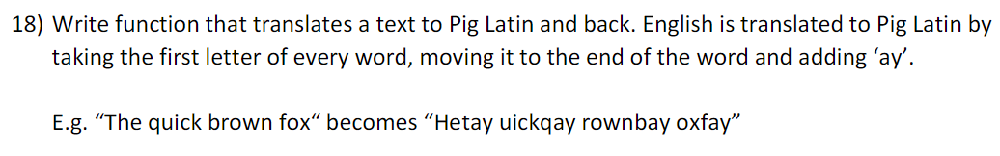 18) Write function that translates a text to Pig Latin and back. English is translated to Pig Latin by
taking the first letter of every word, moving it to the end of the word and adding ‘ay’.
E.g. “The quick brown fox“ becomes “Hetay uickqay rownbay oxfay”